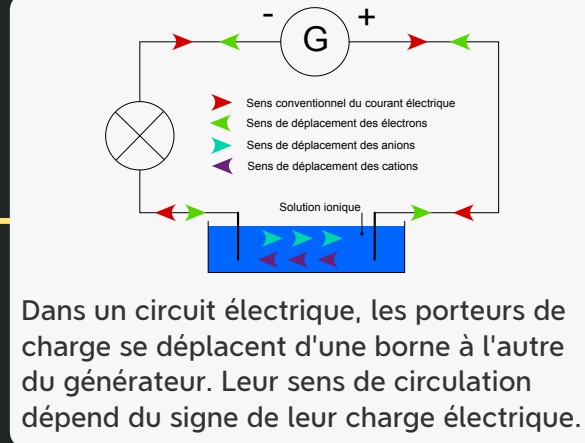 - G +
Sens conventionnel du courant électrique
Sens de déplacement des électrons
Sens de déplacement des anions
Sens de déplacement des cations
Solution ionique
Dans un circuit électrique, les porteurs de
charge se déplacent d'une borne à l'autre
du générateur. Leur sens de circulation
dépend du signe de leur charge électrique.